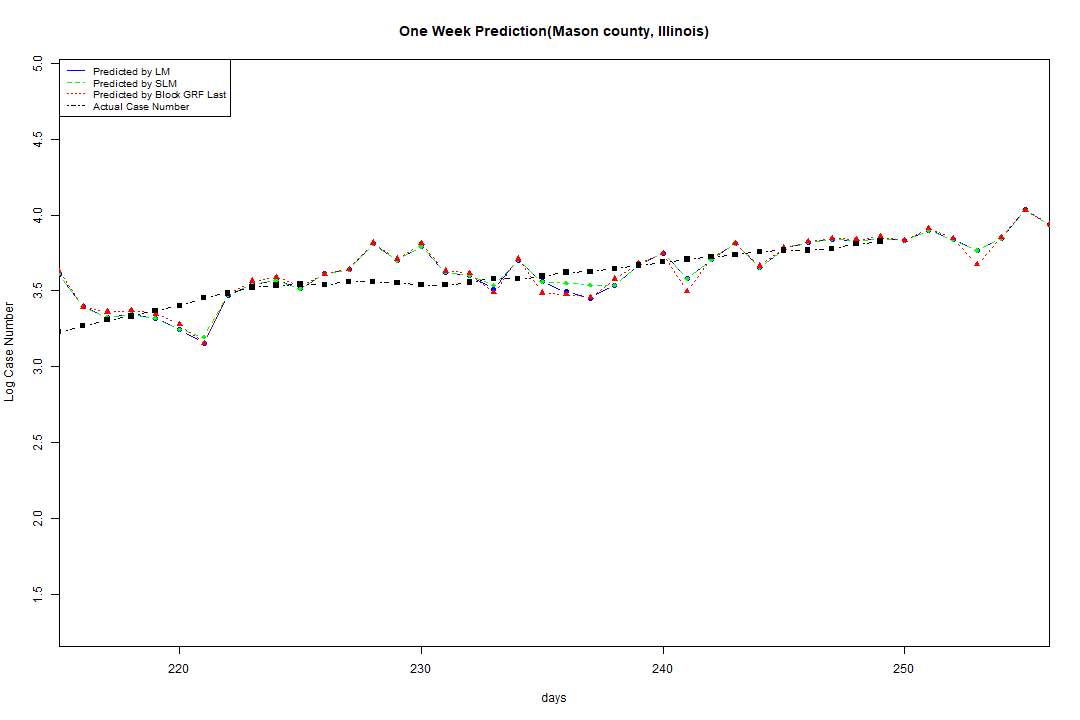 One Week Prediction(Mason county, Illinois)
Predicted by LM
Predicted by SLM
Predicted by Block GRF Last
Actual Case Number
5.0
4.5
4.0
3.5
3.0
2.5
2.0
1.5
Log Case Number
220
230
240
250
days